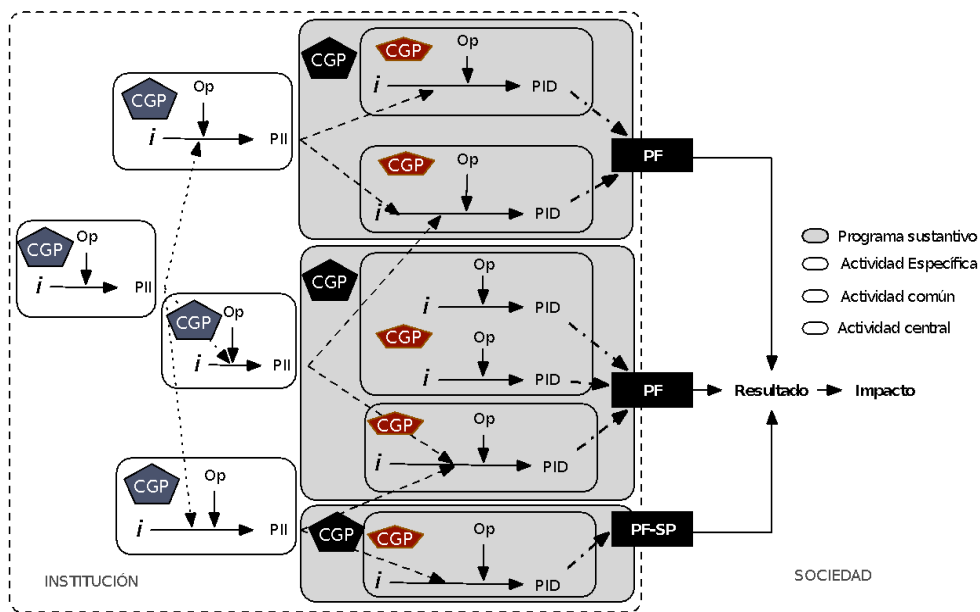 CGP
CGP
Op
i
PID
CGP
Op
i
PII
PF
CGP
Op
i
PID
CGP
Op
i
PII
CGP
Op
i
PID
CGP
Op
i
PII
CGP
Op
i
PID
PF
Resultado
Impacto
CGP
Op
i
PID
CGP
Op
i
PII
CGP
CGP
Op
i
PID
PF-SP
Programa sustantivo
Actividad Específica
Actividad común
Actividad central
INSTITUCIÓN
SOCIEDAD